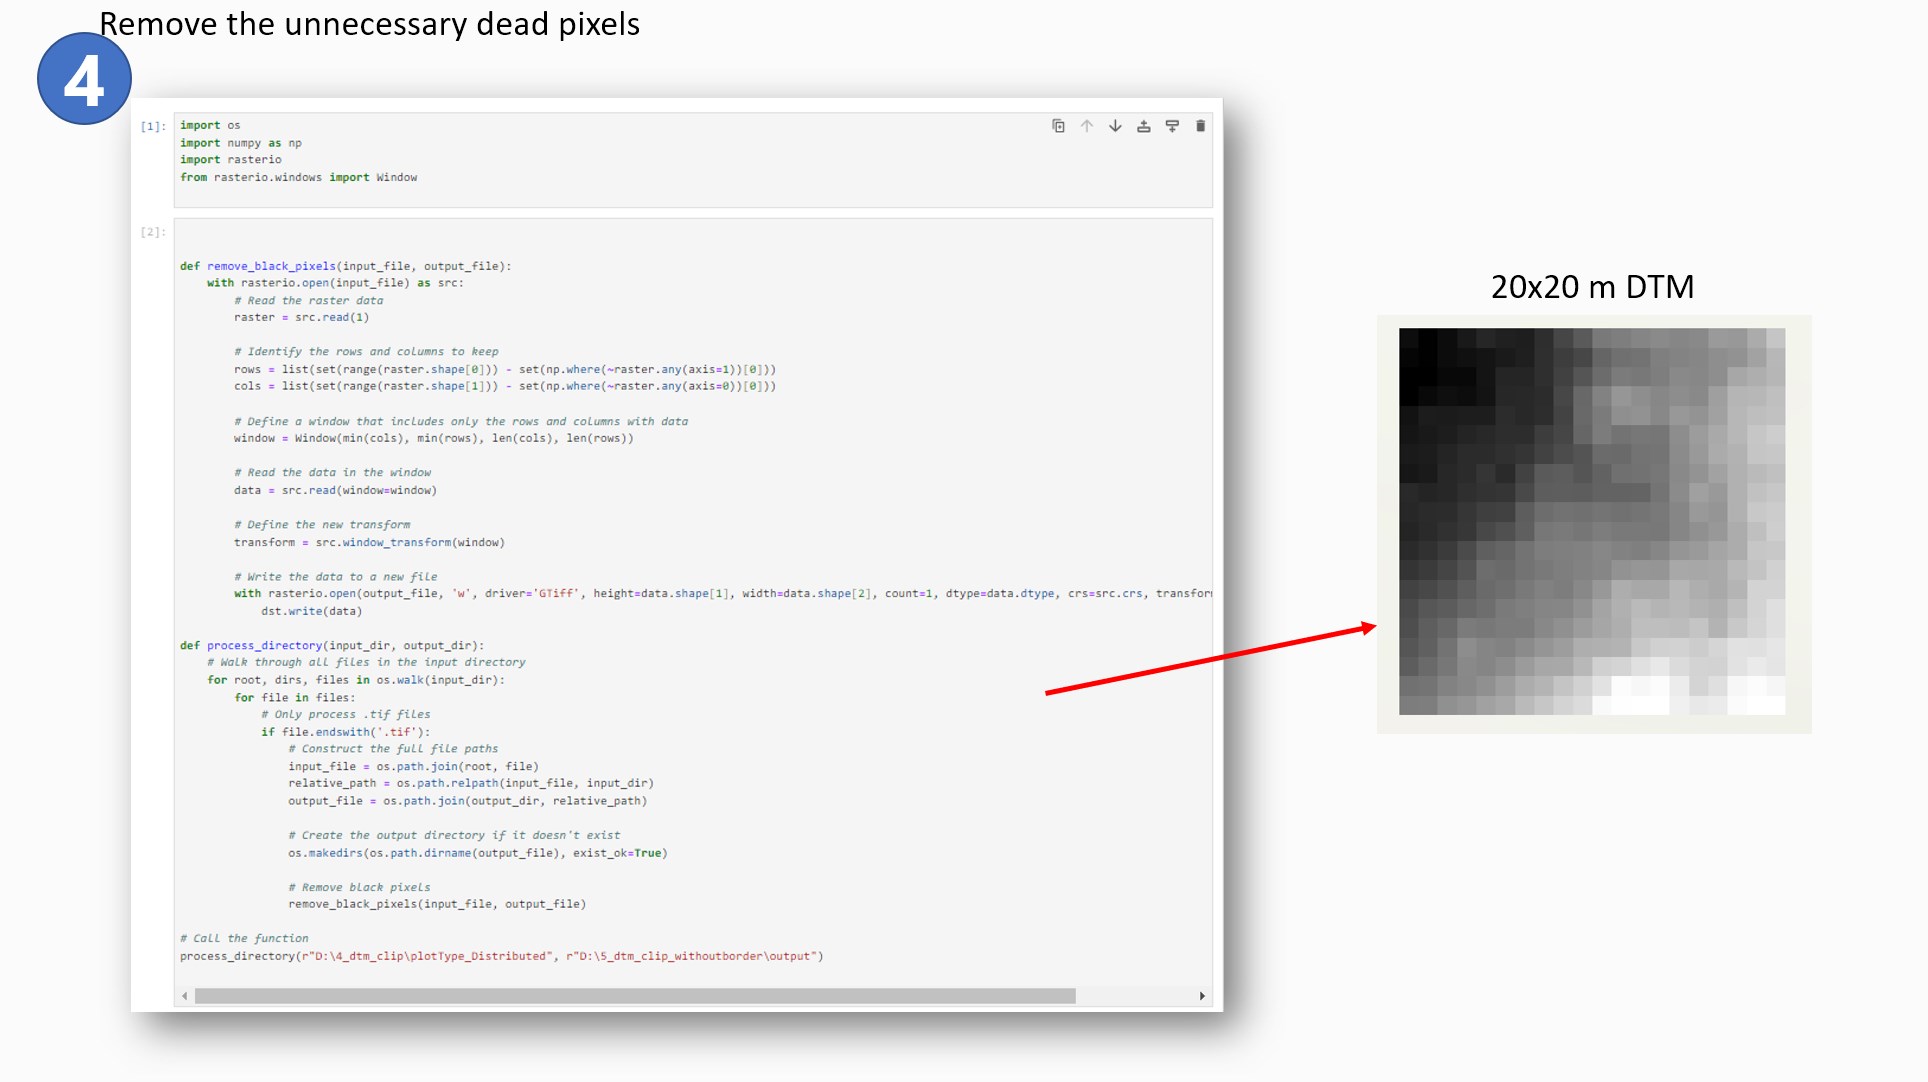 Remove the unnecessary dead pixels
4
[1]:
import os
import numpy as np
import rasterio
from rasterio.windows import Window
[2]:
def remove_black_pixels(input_file, output_file):
    with rasterio.open(input_file) as src:
        # Read the raster data
        raster = src.read(1)
        # Identify the rows and columns to keep
        rows = list(set(range(raster.shape[0])) - set(np.where(~raster.any(axis=1))[0]))
        cols = list(set(range(raster.shape[1])) - set(np.where(~raster.any(axis=0))[0]))
        # Define a window that includes only the rows and columns with data
        window = Window(min(cols), min(rows), len(cols), len(rows))
        # Read the data in the window
        data = src.read(window=window)
        # Define the new transform
        transform = src.window_transform(window)
        # Write the data to a new file
        with rasterio.open(output_file, 'w', driver='GTiff', height=data.shape[1], width=data.shape[2], count=1, dtype=data.dtype, crs=src.crs,
            dst.write(data)
def process_directory(input_dir, output_dir):
    # Walk through all files in the input directory
    for root, dirs, files in os.walk(input_dir):
        for file in files:
            # Only process .tif files
            if file.endswith('.tif'):
                # Construct the full file paths
                input_file = os.path.join(root, file)
                relative_path = os.path.relpath(input_file, input_dir)
                output_file = os.path.join(output_dir, relative_path)
                # Create the output directory if it doesn't exist
                os.makedirs(os.path.dirname(output_file), exist_ok=True)
                # Remove black pixels
                remove_black_pixels(input_file, output_file)
# Call the function
process_directory(r"D:\4_dtm_clip\plotType_Distributed", r"D:\5_dtm_clip_withoutborder\output")
20x20 m DTM